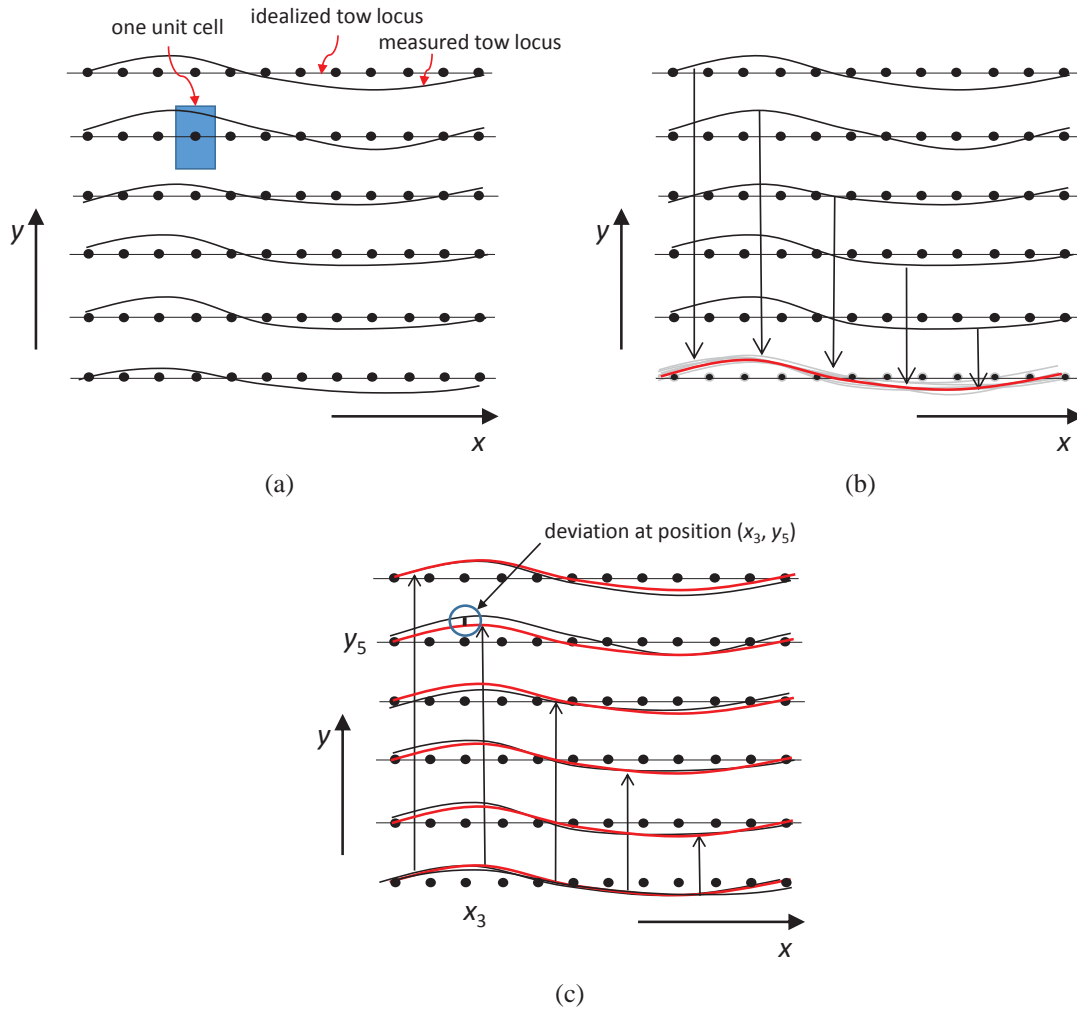 one unit cell
idealized tow locus
measured tow locus
y
x
(a)
y
x
(b)
deviation at position (x₃, y₅)
y₅
y
x₃
x
(c)